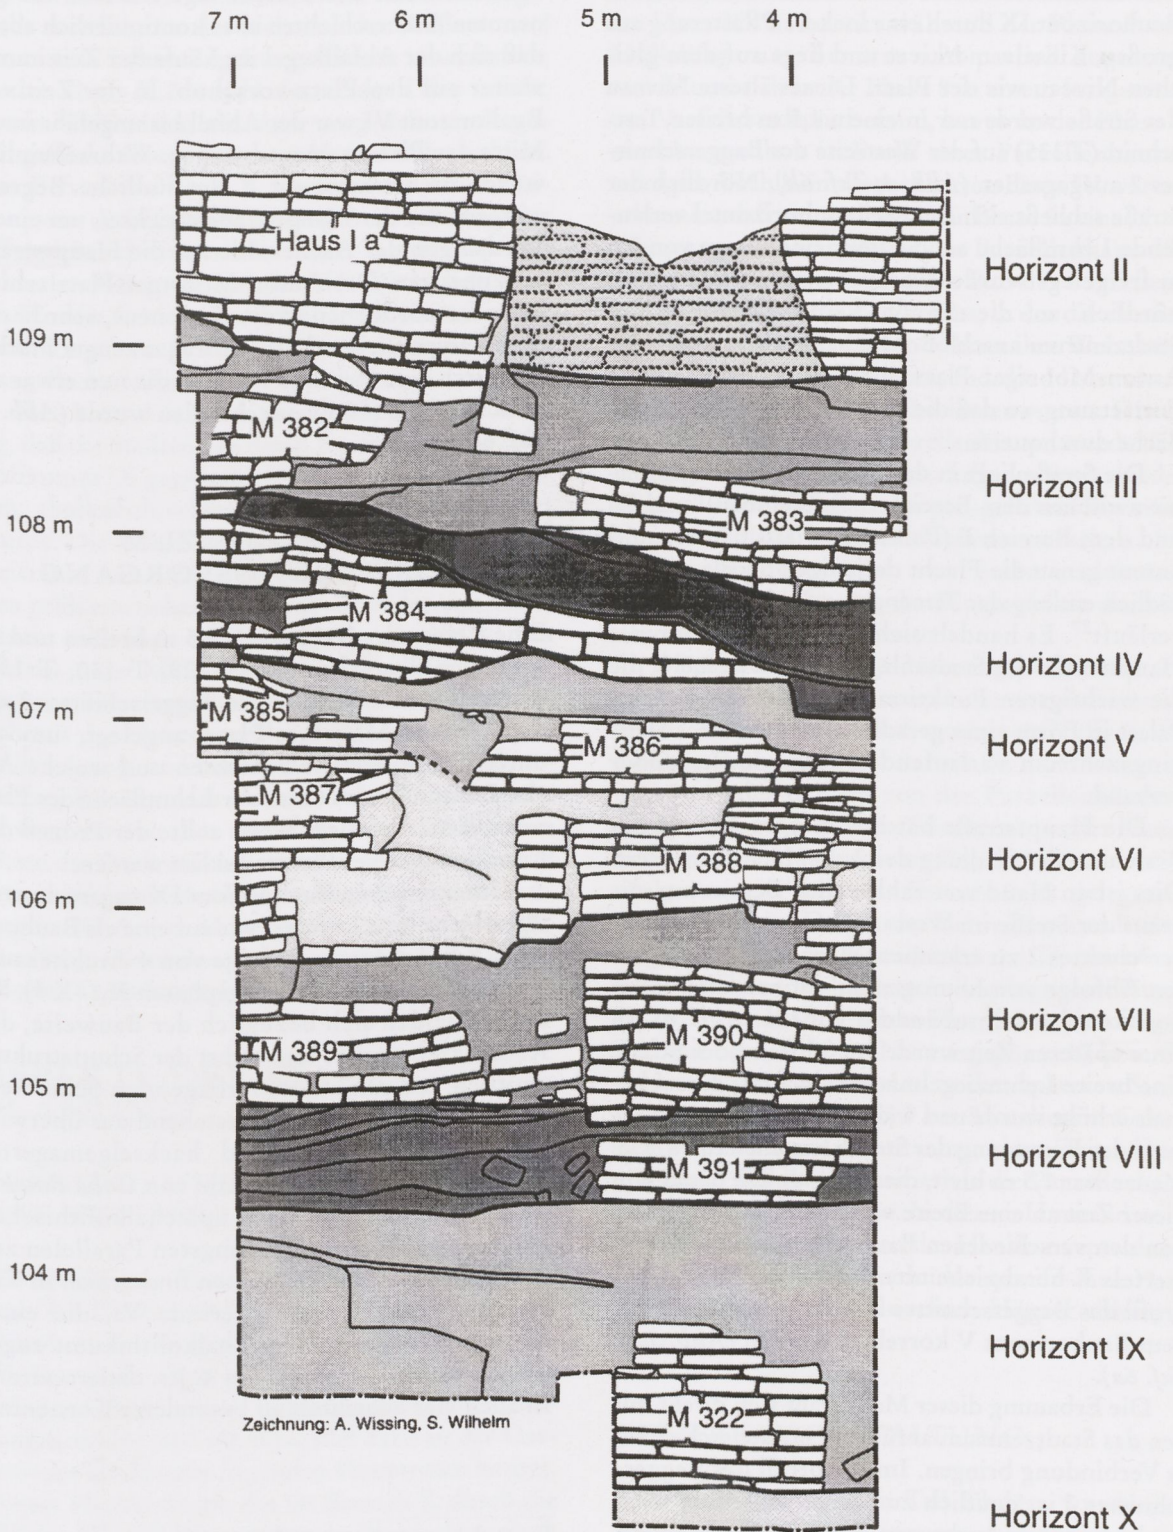 7 m 6 m 5 m 4 m
Haus I a
Horizont II
109 m
M 382
Horizont III
M 383
108 m
M 384
Horizont IV
M 385
107 m
M 386
Horizont V
M 387
M 388
Horizont VI
106 m
Horizont VII
M 390
M 389
105 m
Horizont VIII
M 391
104 m
Horizont IX
M 322
Zeichnung: A. Wissing, S. Wilhelm
Horizont X